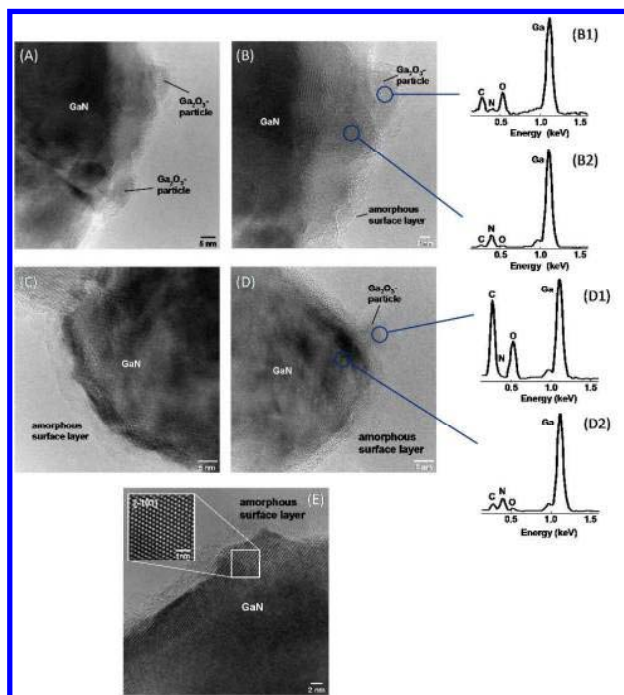 (A)
GaN
Ga2O3-
particle
Ga2O3-
particle
5 nm
(B)
GaN
Ga2O3-
particle
amorphous
surface layer
(B1)
Ga
C
N
O
0.5
1.0
1.5
Energy (keV)
(B2)
Ga
C
N
O
0.5
1.0
1.5
Energy (keV)
(C)
GaN
amorphous
surface layer
5 nm
(D)
Ga2O3-
particle
GaN
amorphous
surface layer
(D1)
C
N
O
Ga
0.5
1.0
1.5
Energy (keV)
(D2)
Ga
C
N
O
0.5
1.0
1.5
Energy (keV)
(E)
amorphous
surface layer
1nm
GaN
2 nm